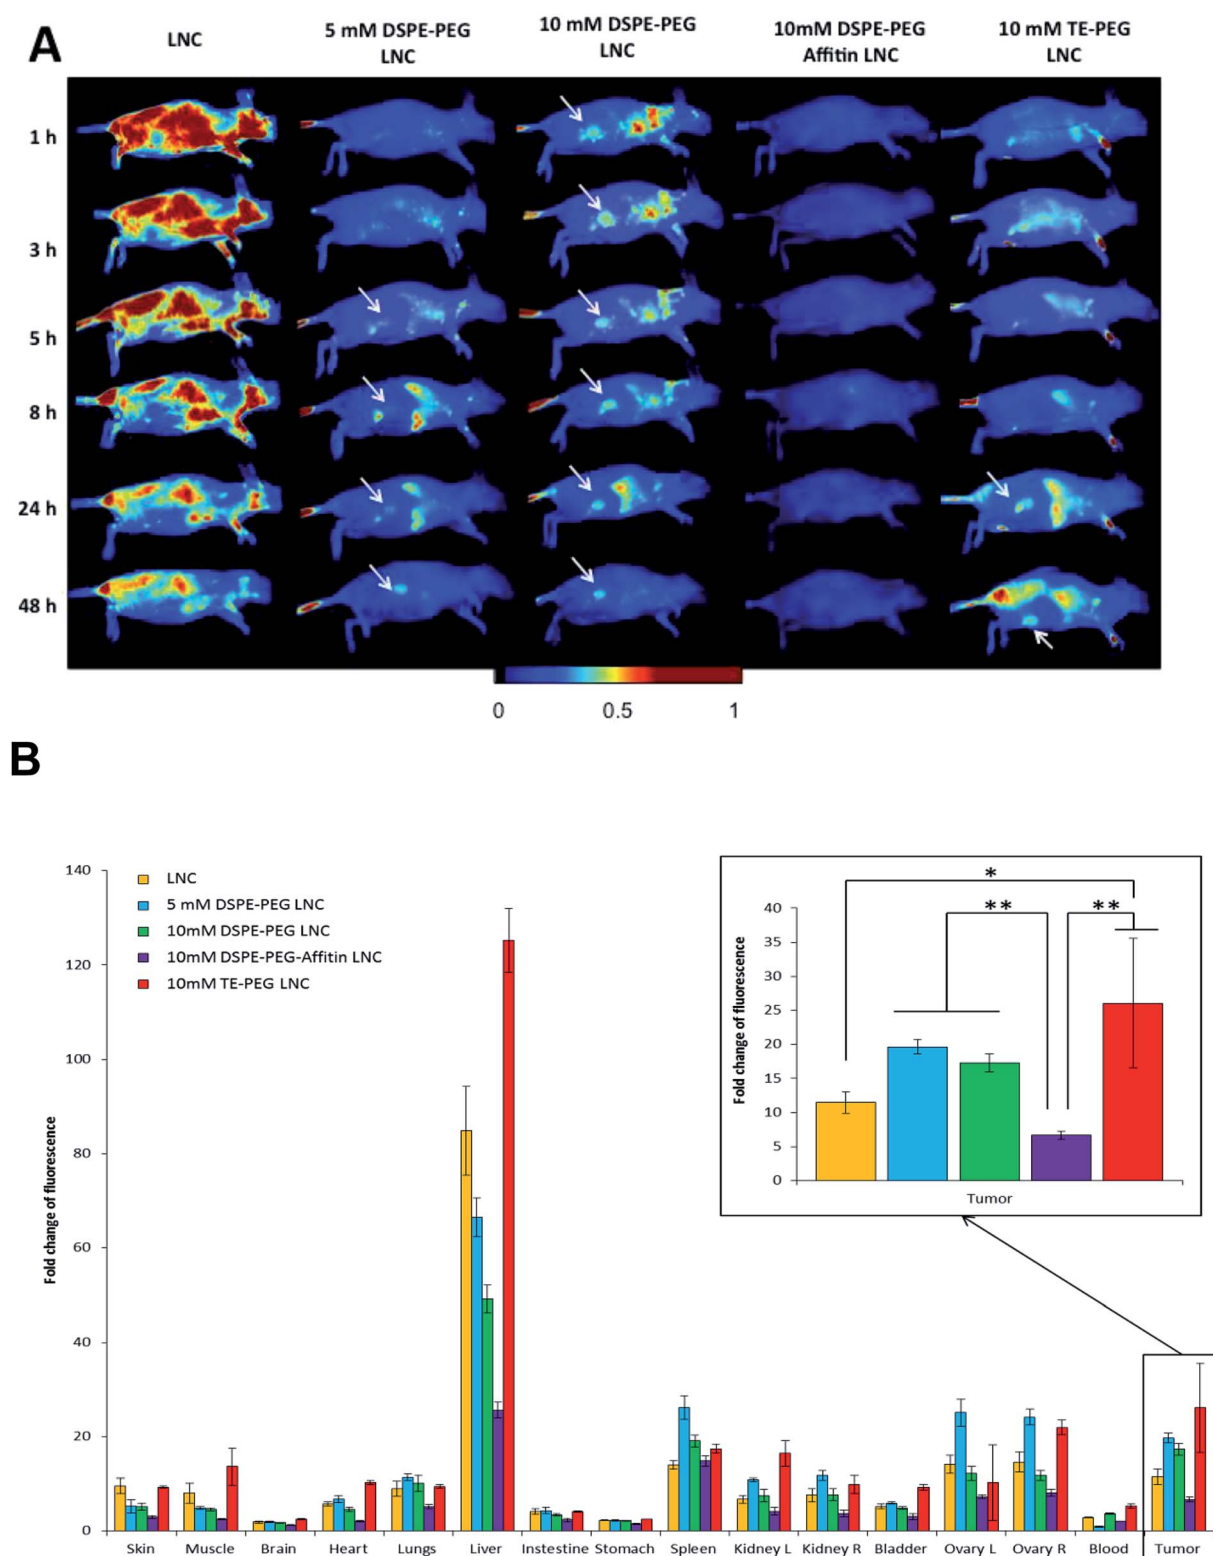 A
LNC
5 mM DSPE-PEG
LNC
10 mM DSPE-PEG
LNC
10mM DSPE-PEG
Affitin LNC
10 mM TE-PEG
LNC
1 h
3 h
5 h
8 h
24 h
48 h
0 0.5 1
B
140
120
100
80
60
40
20
0
Fold change of fluorescence
LNC
5 mM DSPE-PEG LNC
10mM DSPE-PEG LNC
10mM DSPE-PEG-Affitin LNC
10mM TE-PEG LNC
*
** **
40
35
30
25
20
15
10
5
0
Fold change of fluorescence
Tumor
Skin Muscle Brain Heart Lungs Liver Instestine Stomach Spleen Kidney L Kidney R Bladder Ovary L Ovary R Blood Tumor